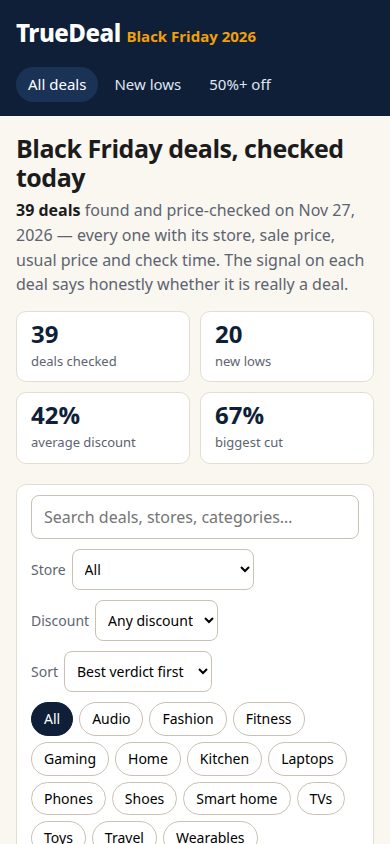 TrueDeal Black Friday 2026
All deals New lows 50%+ off
Black Friday deals, checked
today
39 deals found and price-checked on Nov 27,
2026 — every one with its store, sale price,
usual price and check time. The signal on each
deal says honestly whether it is really a deal.
39 20
deals checked new lows
42% 67%
average discount biggest cut
Search deals, stores, categories...
Store All
Discount Any discount
Sort Best verdict first
All Audio Fashion Fitness
Gaming Home Kitchen Laptops
Phones Shoes Smart home TVs
Toys Travel Wearables